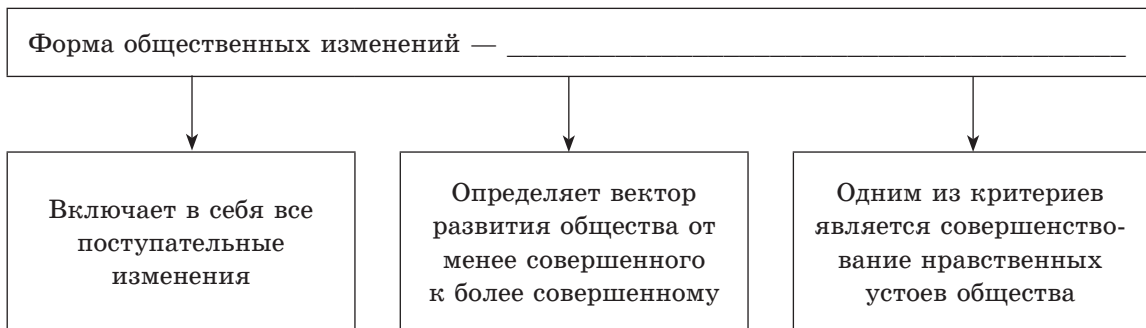 Форма общественных изменений — ________________________________________
Включает в себя все
поступательные
изменения
Определяет вектор
развития общества от
менее совершенного
к более совершенному
Одним из критериев
является совершенство-
вание нравственных
устоев общества